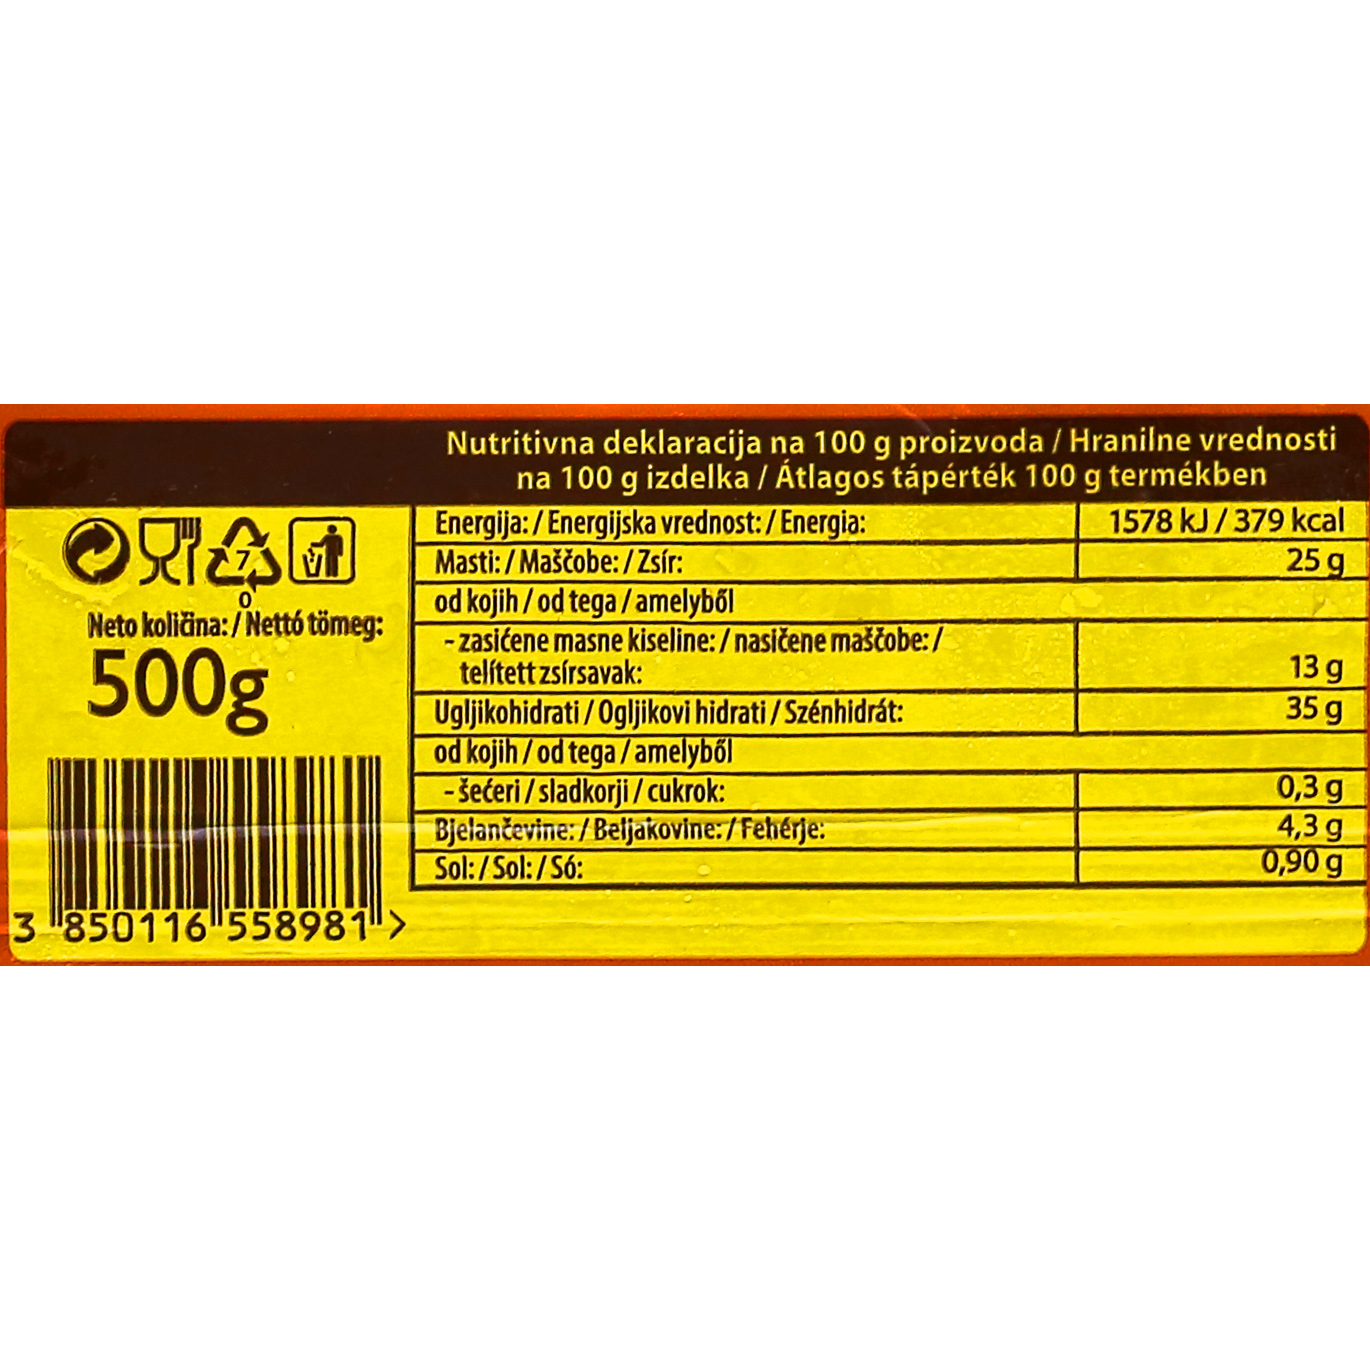 Nutritivna deklaracija na 100 g proizvoda / Hranilne vrednosti
na 100 g izdelka / Átlagos tápérték 100 g termékben
Energija: / Energijska vrednost: / Energia: 1578 kJ / 379 kcal
Masti: / Maščobe: / Zsír: 25 g
od kojih / od tega / amelyből
- zasićene masne kiseline: / nasičene maščobe: /
telített zsírsavak: 13 g
Ugljikohidrati / Ogljikovi hidrati / Szénhidrát: 35 g
od kojih / od tega / amelyből
- šećeri / sladkorji / cukrok: 0,3 g
Bjelančevine: / Beljakovine: / Fehérje: 4,3 g
Sol: / Sol: / Só: 0,90 g
7
0
Neto količina: / Nettó tömeg:
500g
3 850116 558981 >